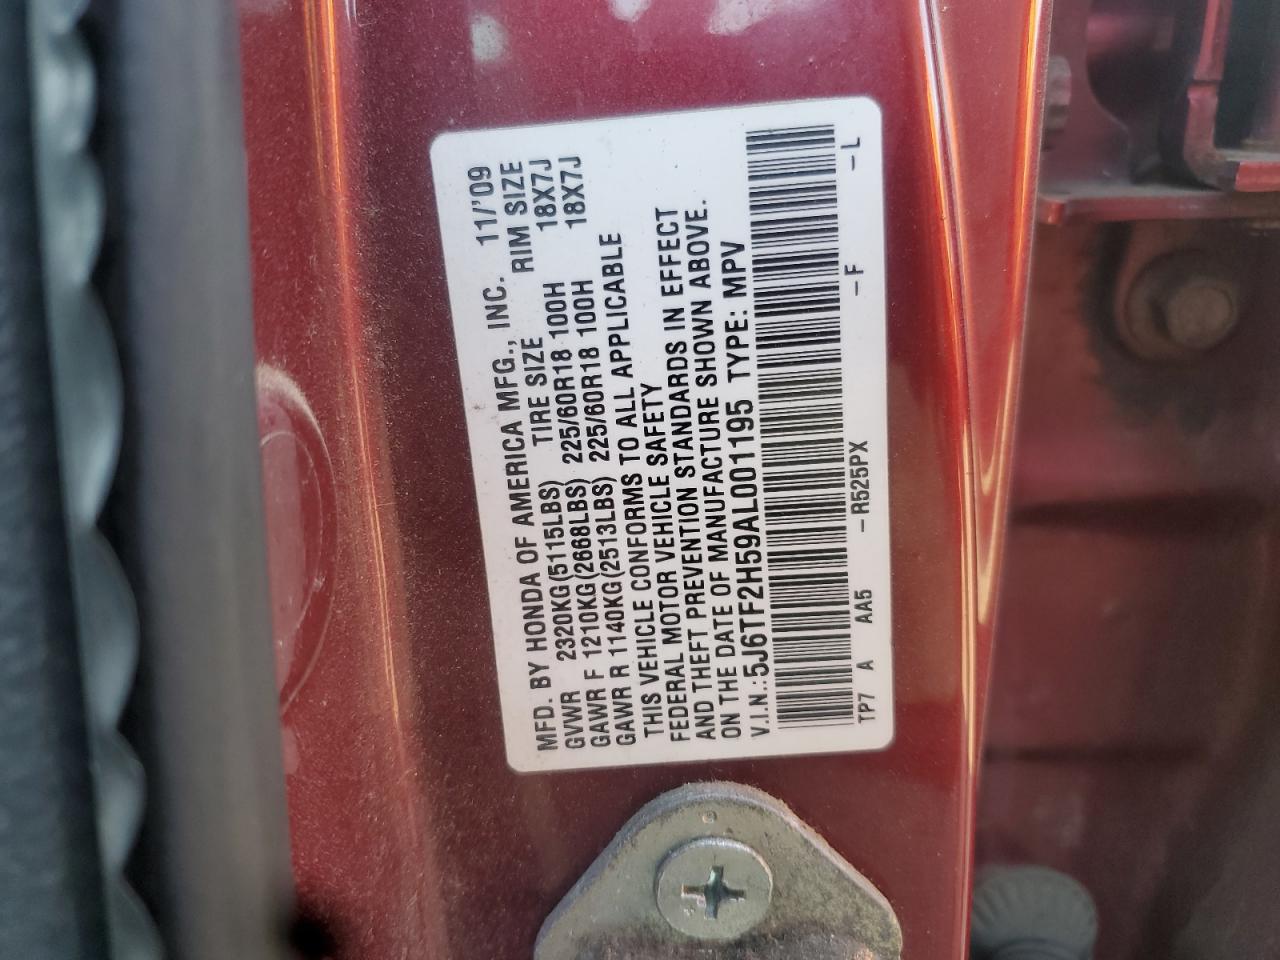 MFD. BY HONDA OF AMERICA MFG., INC. 11/'09
GVWR 2320KG(5115LBS) TIRE SIZE RIM SIZE
GAWR F 1210KG(2668LBS) 225/60R18 100H 18X7J
GAWR R 1140KG(2513LBS) 225/60R18 100H 18X7J
THIS VEHICLE CONFORMS TO ALL APPLICABLE
FEDERAL MOTOR VEHICLE SAFETY
AND THEFT PREVENTION STANDARDS IN EFFECT
ON THE DATE OF MANUFACTURE SHOWN ABOVE.
V.I.N.:5J6TF2H59AL001195 TYPE: MPV
TP7 A AA5 –R525PX –F –L